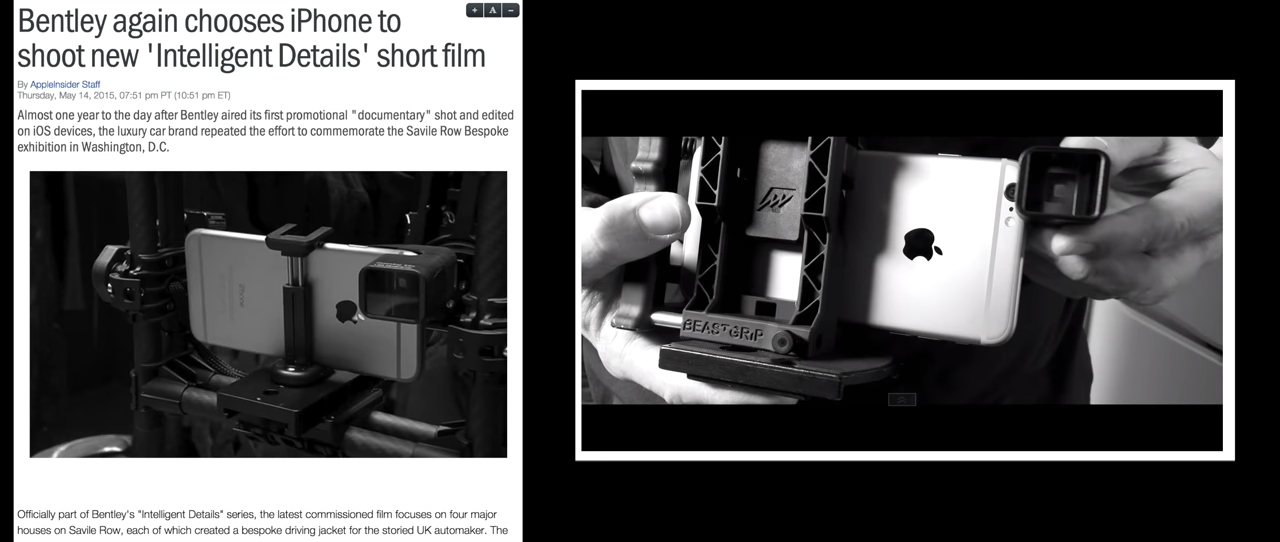 Bentley again chooses iPhone to
shoot new 'Intelligent Details' short film
+ A −
By AppleInsider Staff
Thursday, May 14, 2015, 07:51 pm PT (10:51 pm ET)
Almost one year to the day after Bentley aired its first promotional "documentary" shot and edited
on iOS devices, the luxury car brand repeated the effort to commemorate the Savile Row Bespoke
exhibition in Washington, D.C.
Officially part of Bentley's "Intelligent Details" series, the latest commissioned film focuses on four major
houses on Savile Row, each of which created a bespoke driving jacket for the storied UK automaker. The
BEASTGRIP